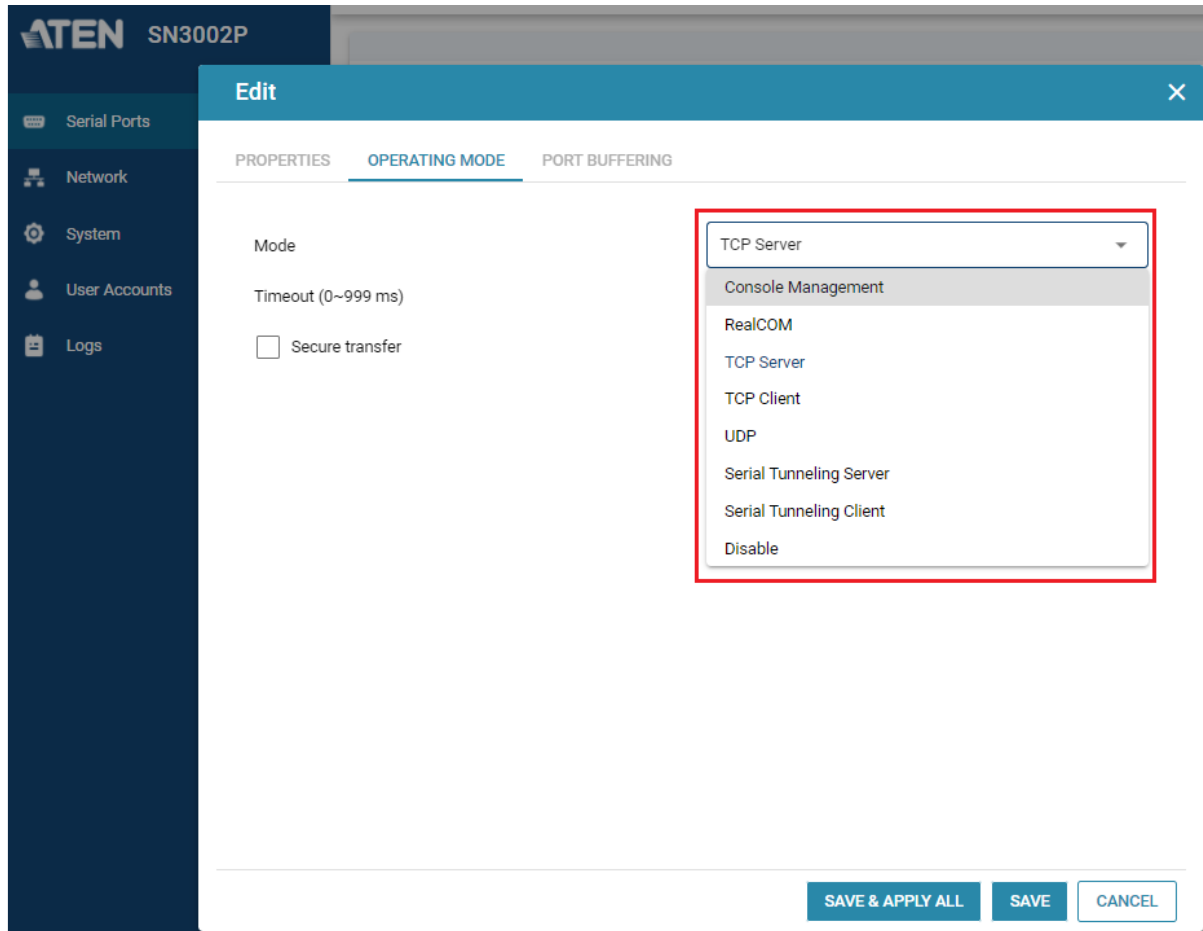 ATEN SN3002P
Edit
Serial Ports
Network
System
User Accounts
Logs
PROPERTIES OPERATING MODE PORT BUFFERING
Mode
TCP Server
Timeout (0~999 ms)
Secure transfer
Console Management
RealCOM
TCP Server
TCP Client
UDP
Serial Tunneling Server
Serial Tunneling Client
Disable
SAVE & APPLY ALL SAVE CANCEL